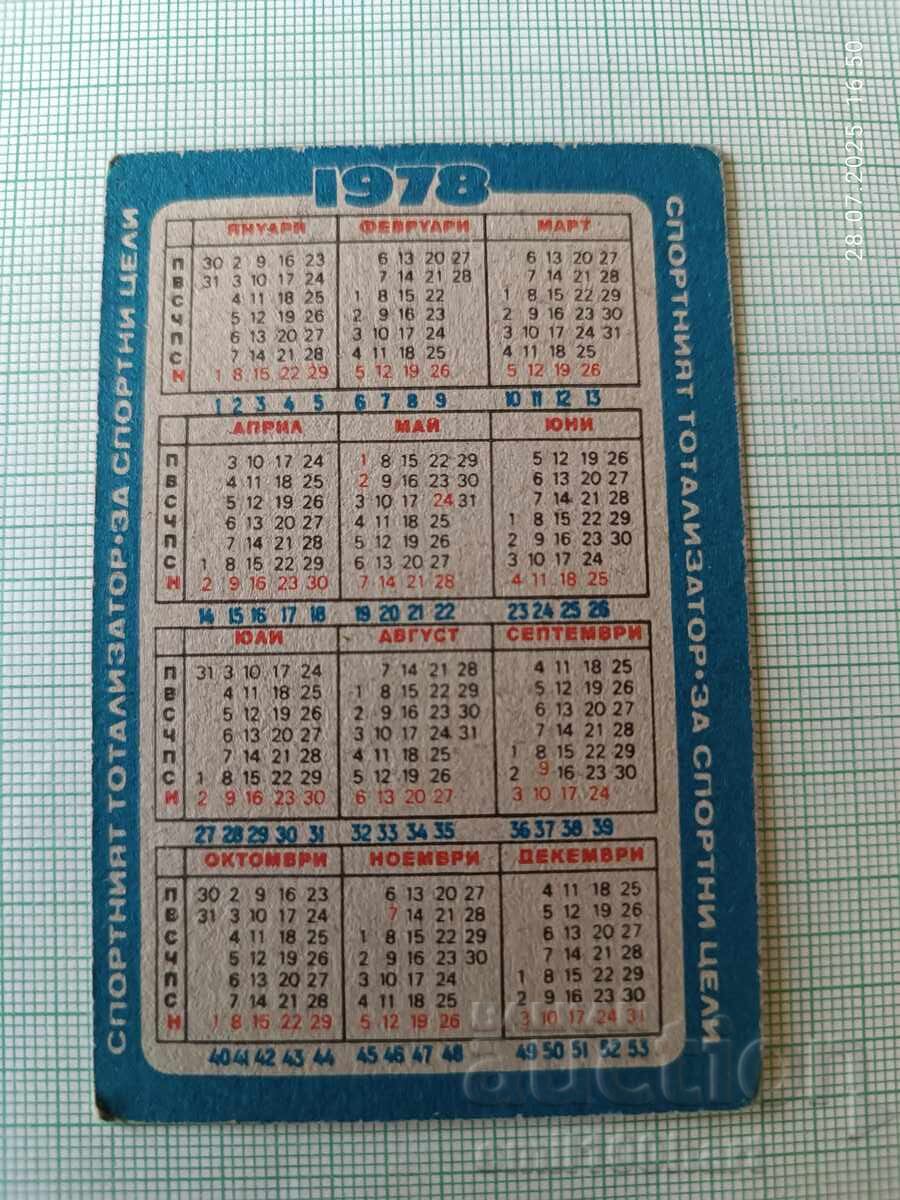 1978
СПОРТНИЯТ ТОТАЛИЗАТОР•ЗА СПОРТНИ ЦЕЛИ
ЯНУАРИ ФЕВРУАРИ МАРТ
П 30 2 9 16 23 6 13 20 27 6 13 20 27
В 31 3 10 17 24 7 14 21 28 7 14 21 28
С 4 11 18 25 1 8 15 22 1 8 15 22 29
Ч 5 12 19 26 2 9 16 23 2 9 16 23 30
П 6 13 20 27 3 10 17 24 3 10 17 24 31
С 7 14 21 28 4 11 18 25 4 11 18 25
Н 1 8 15 22 29 5 12 19 26 5 12 19 26
1 2 3 4 5 6 7 8 9 10 11 12 13
АПРИЛ МАЙ ЮНИ
П 3 10 17 24 1 8 15 22 29 5 12 19 26
В 4 11 18 25 2 9 16 23 30 6 13 20 27
С 5 12 19 26 3 10 17 24 31 7 14 21 28
Ч 6 13 20 27 4 11 18 25 1 8 15 22 29
П 7 14 21 28 5 12 19 26 2 9 16 23 30
С 1 8 15 22 29 6 13 20 27 3 10 17 24
Н 2 9 16 23 30 7 14 21 28 4 11 18 25
14 15 16 17 18 19 20 21 22 23 24 25 26
ЮЛИ АВГУСТ СЕПТЕМВРИ
П 31 3 10 17 24 7 14 21 28 4 11 18 25
В 4 11 18 25 1 8 15 22 29 5 12 19 26
С 5 12 19 26 2 9 16 23 30 6 13 20 27
Ч 6 13 20 27 3 10 17 24 31 7 14 21 28
П 7 14 21 28 4 11 18 25 1 8 15 22 29
С 1 8 15 22 29 5 12 19 26 2 9 16 23 30
Н 2 9 16 23 30 6 13 20 27 3 10 17 24
27 28 29 30 31 32 33 34 35 36 37 38 39
ОКТОМВРИ НОЕМВРИ ДЕКЕМВРИ
П 30 2 9 16 23 6 13 20 27 4 11 18 25
В 31 3 10 17 24 7 14 21 28 5 12 19 26
С 4 11 18 25 1 8 15 22 29 6 13 20 27
Ч 5 12 19 26 2 9 16 23 30 7 14 21 28
П 6 13 20 27 3 10 17 24 1 8 15 22 29
С 7 14 21 28 4 11 18 25 2 9 16 23 30
Н 1 8 15 22 29 5 12 19 26 3 10 17 24 31
40 41 42 43 44 45 46 47 48 49 50 51 52 53
СПОРТНИЯТ ТОТАЛИЗАТОР•ЗА СПОРТНИ ЦЕЛИ
28.07.2025 16:50
auction